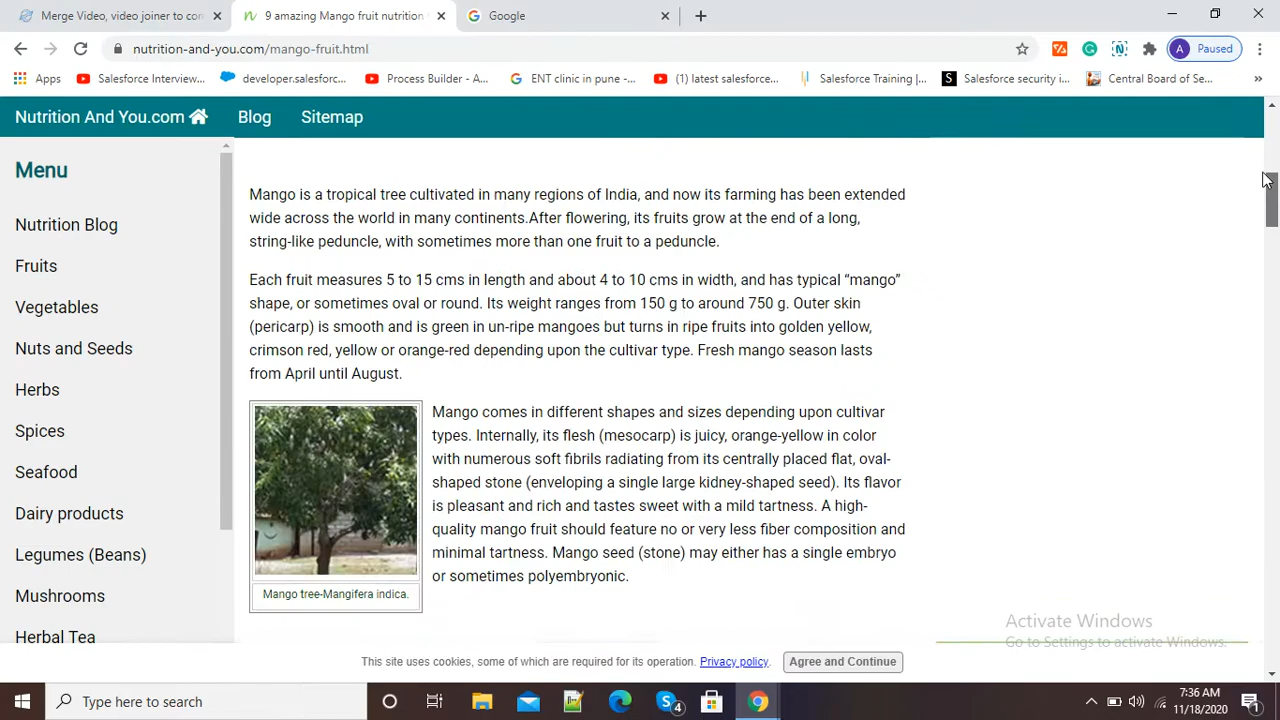 Merge Video, video joiner to con
9 amazing Mango fruit nutrition
Google
nutrition-and-you.com/mango-fruit.html
A Paused
Apps
Salesforce Interview...
developer.salesforc...
Process Builder - A...
ENT clinic in pune -...
(1) latest salesforce...
Salesforce Training |...
S
Salesforce security i...
Central Board of Se...
»
Nutrition And You.com
Blog
Sitemap
Menu
Nutrition Blog
Fruits
Vegetables
Nuts and Seeds
Herbs
Spices
Seafood
Dairy products
Legumes (Beans)
Mushrooms
Herbal Tea
Mango is a tropical tree cultivated in many regions of India, and now its farming has been extended
wide across the world in many continents.After flowering, its fruits grow at the end of a long,
string-like peduncle, with sometimes more than one fruit to a peduncle.
Each fruit measures 5 to 15 cms in length and about 4 to 10 cms in width, and has typical “mango”
shape, or sometimes oval or round. Its weight ranges from 150 g to around 750 g. Outer skin
(pericarp) is smooth and is green in un-ripe mangoes but turns in ripe fruits into golden yellow,
crimson red, yellow or orange-red depending upon the cultivar type. Fresh mango season lasts
from April until August.
Mango comes in different shapes and sizes depending upon cultivar
types. Internally, its flesh (mesocarp) is juicy, orange-yellow in color
with numerous soft fibrils radiating from its centrally placed flat, oval-
shaped stone (enveloping a single large kidney-shaped seed). Its flavor
is pleasant and rich and tastes sweet with a mild tartness. A high-
quality mango fruit should feature no or very less fiber composition and
minimal tartness. Mango seed (stone) may either has a single embryo
or sometimes polyembryonic.
Mango tree-Mangifera indica.
Activate Windows
Go to Settings to activate Windows.
This site uses cookies, some of which are required for its operation. Privacy policy. Agree and Continue
Type here to search
4
7:36 AM
11/18/2020
1